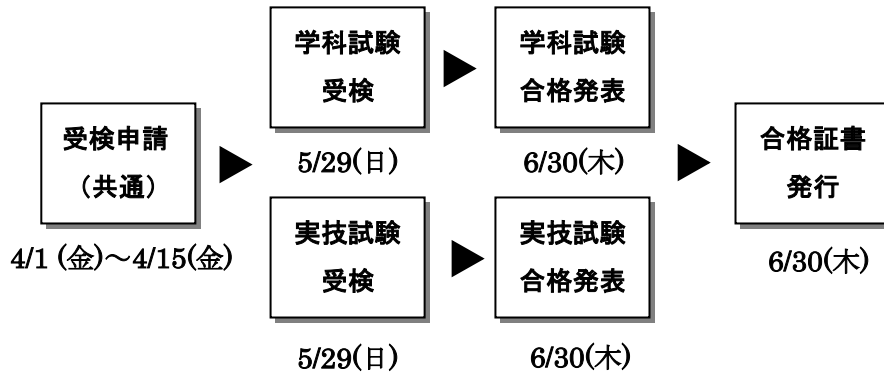 受検申請
（共通）
4/1 (金)～4/15(金)
学科試験
受検
5/29(日)
学科試験
合格発表
6/30(木)
実技試験
受検
5/29(日)
実技試験
合格発表
6/30(木)
合格証書
発行
6/30(木)